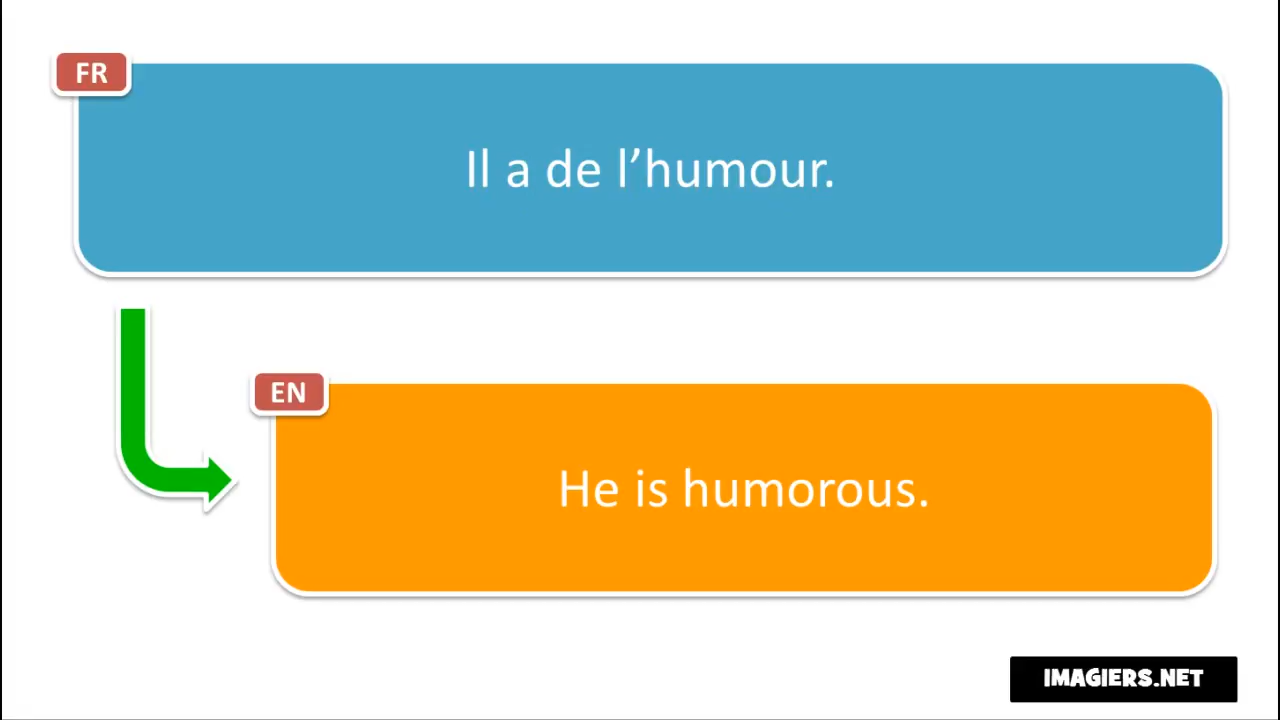 FR
Il a de l’humour.
EN
He is humorous.
IMAGIERS.NET